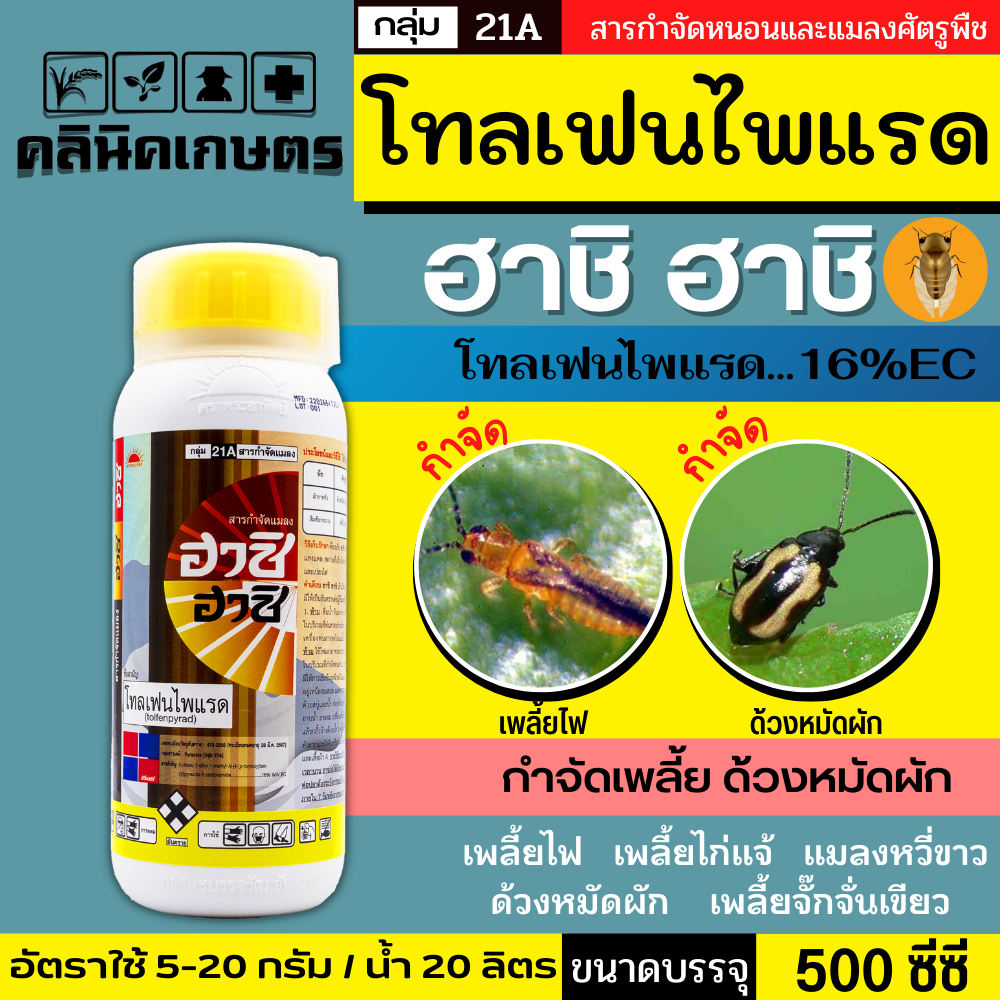 กลุ่ม 21A สารกำจัดหนอนและแมลงศัตรูพืช
คลินิคเกษตร
โทลเฟนไพแรด
ฮาชิ ฮาชิ
โทลเฟนไพแรด...16%EC
กำจัด กำจัด
เพลี้ยไฟ ด้วงหมัดผัก
กำจัดเพลี้ย ด้วงหมัดผัก
เพลี้ยไฟ เพลี้ยไก่แจ้ แมลงหวี่ขาว
ด้วงหมัดผัก เพลี้ยจั๊กจั่นเขียว
อัตราใช้ 5-20 กรัม / น้ำ 20 ลิตร ขนาดบรรจุ 500 ซีซี
กลุ่ม 21A สารกำจัดแมลง
สารกำจัดแมลง
ฮาชิ
ฮาชิ
โทลเฟนไพแรด
(tolfenpyrad)
อันตราย